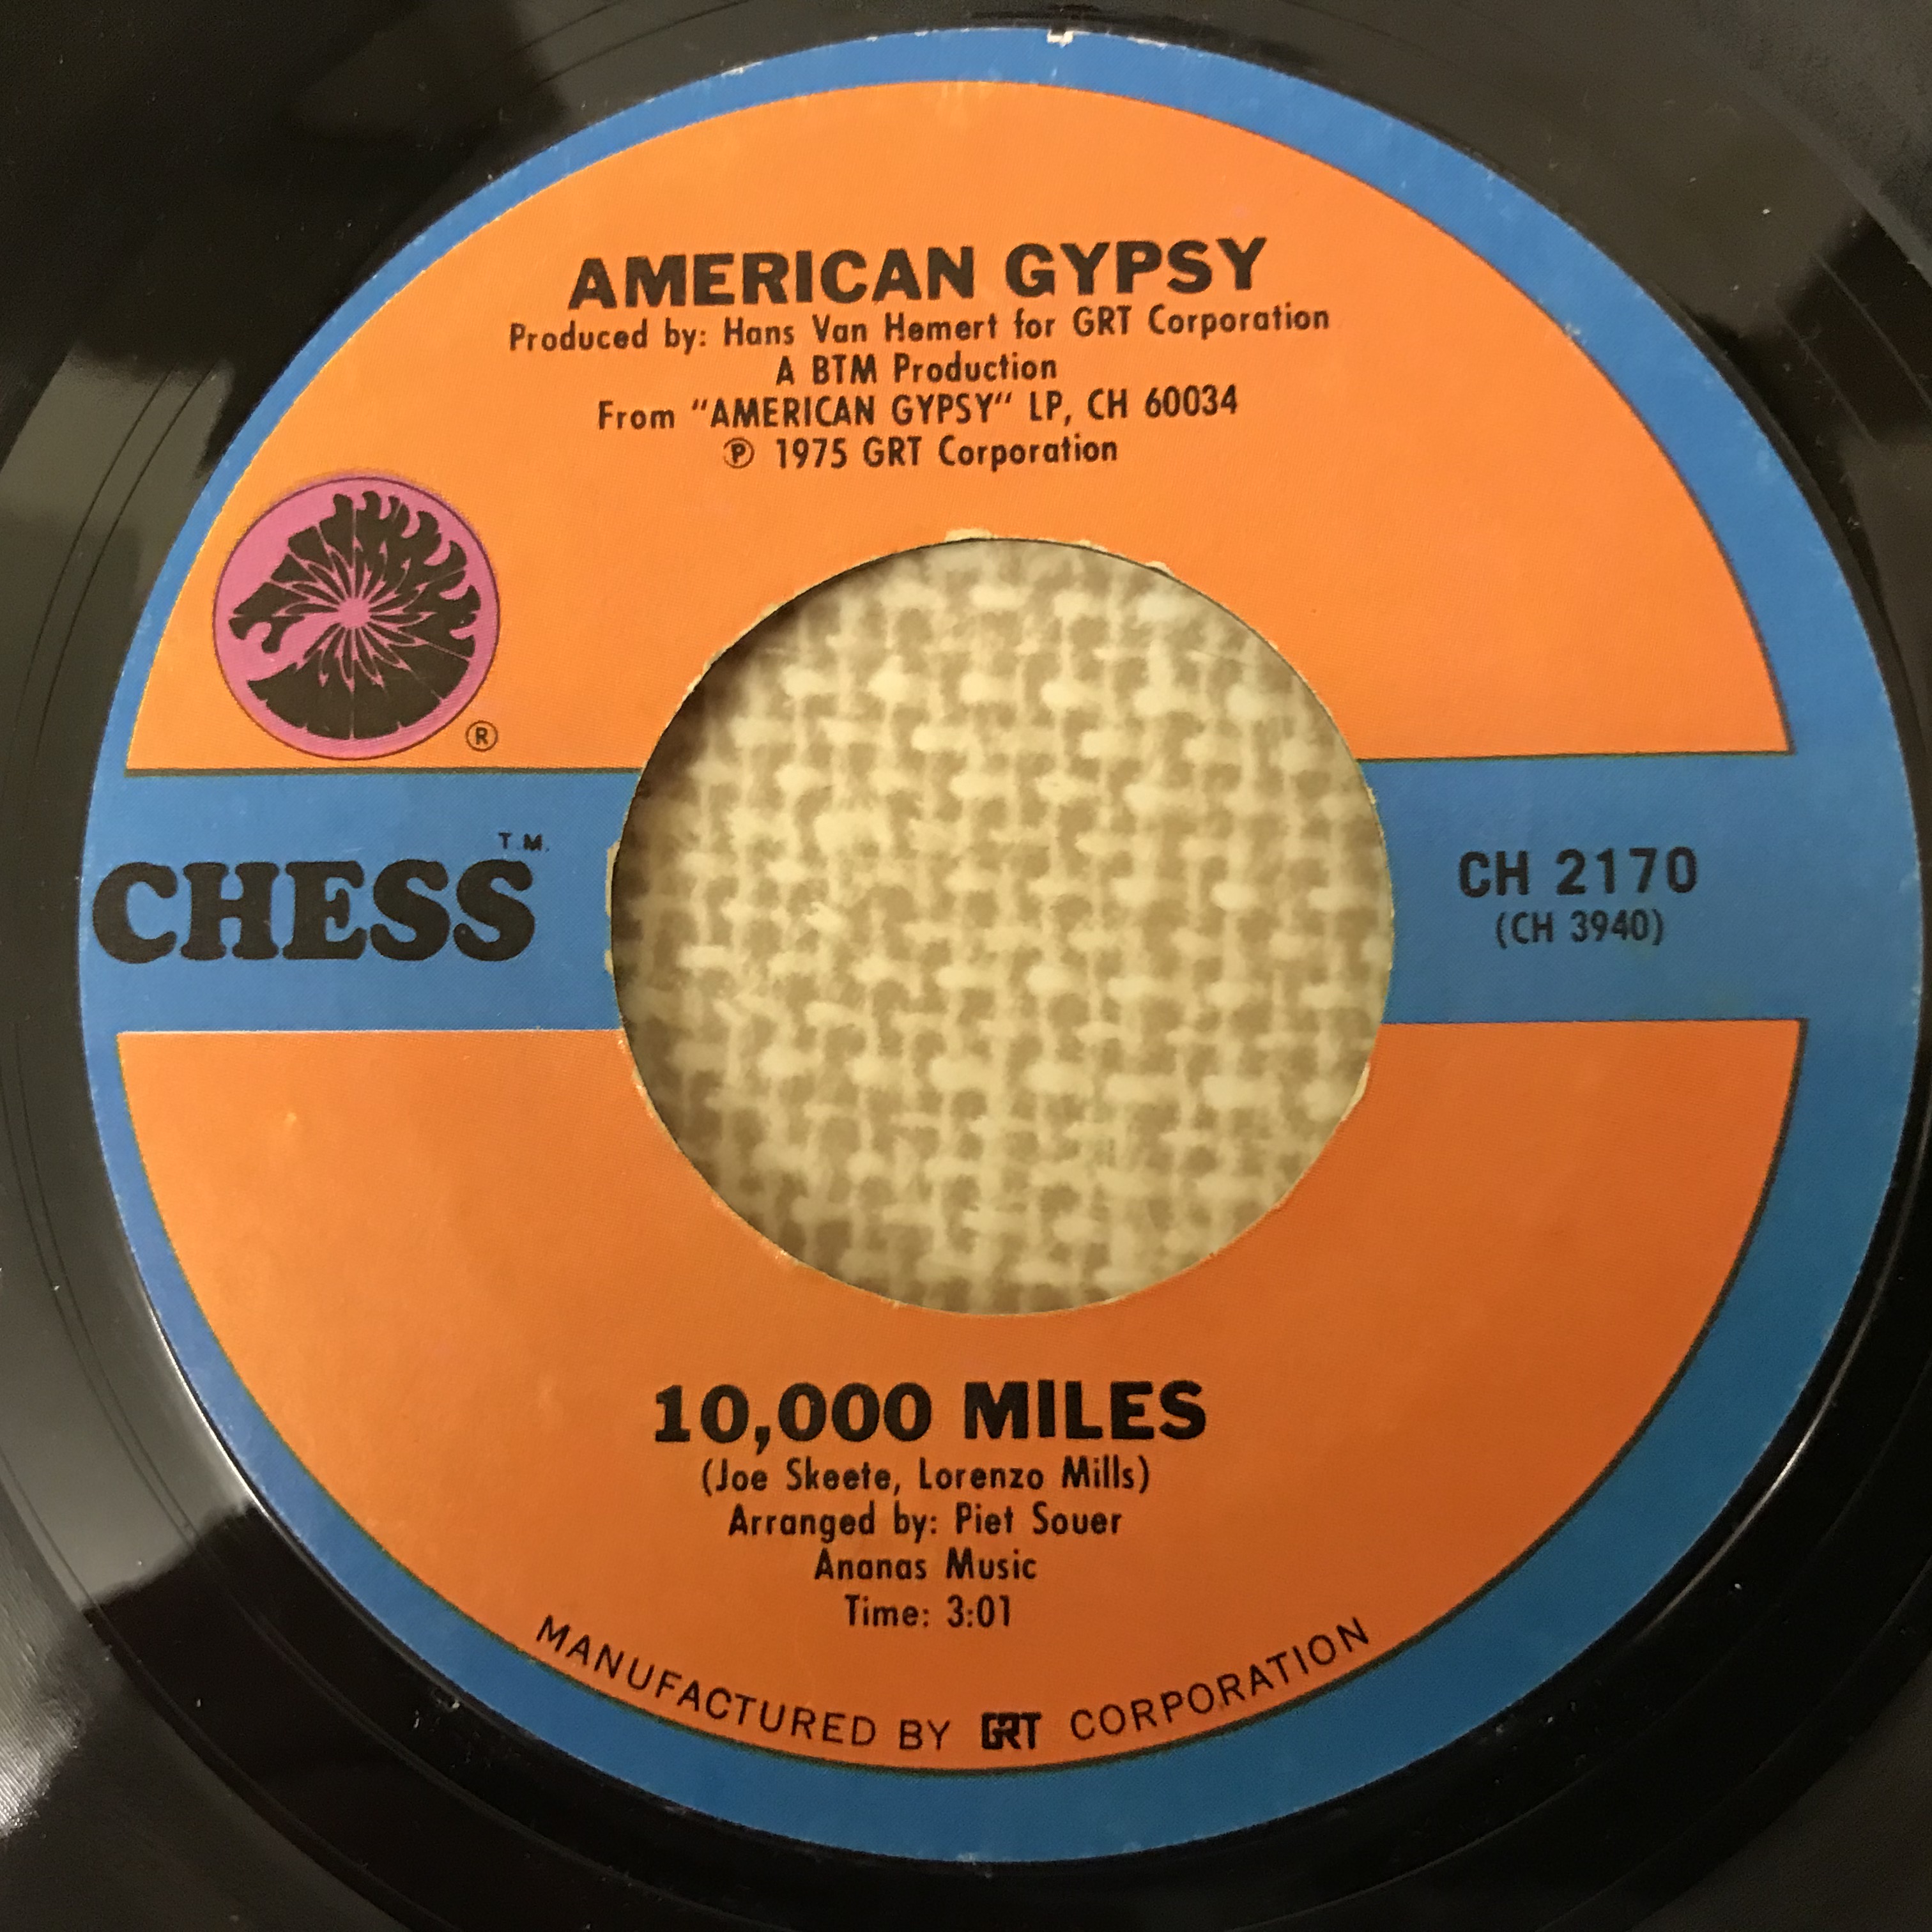 AMERICAN GYPSY
Produced by: Hans Van Hemert for GRT Corporation
A BTM Production
From "AMERICAN GYPSY" LP, CH 60034
Ⓟ 1975 GRT Corporation
®
T.M.
CHESS
CH 2170
(CH 3940)
10,000 MILES
(Joe Skeete, Lorenzo Mills)
Arranged by: Piet Souer
Ananas Music
Time: 3:01
MANUFACTURED BY GRT CORPORATION